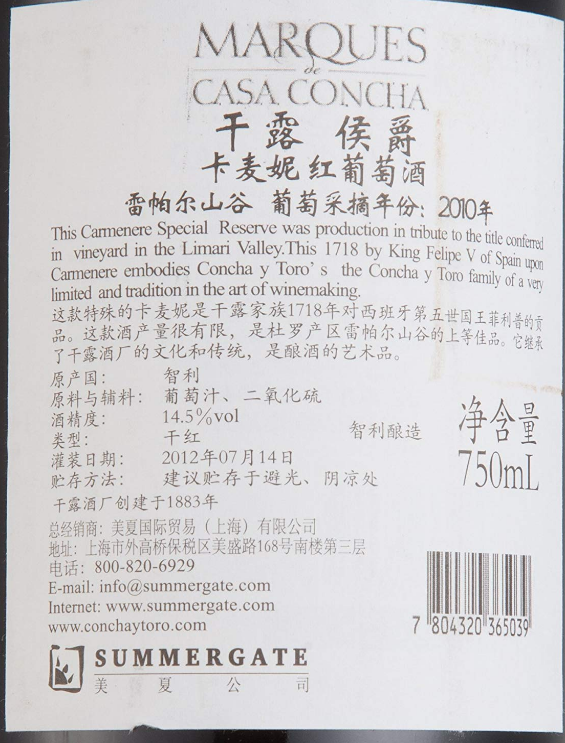 MARQUES
de
CASA CONCHA
干露 侯爵
卡麦妮红葡萄酒
雷帕尔山谷 葡萄采摘年份：2010年
This Carmenere Special Reserve was production in tribute to the title conferred
in vineyard in the Limari Valley.This 1718 by King Felipe V of Spain upon
Carmenere embodies Concha y Toro's the Concha y Toro family of a very
limited and tradition in the art of winemaking.
这款特殊的卡麦妮是干露家族1718年对西班牙第五世国王菲利普的贡
品。这款酒产量很有限，是杜罗产区雷帕尔山谷的上等佳品。它继承
了干露酒厂的文化和传统，是酿酒的艺术品。
原产国： 智利
原料与辅料： 葡萄汁、二氧化硫
酒精度： 14.5%vol
类型： 干红
灌装日期： 2012年07月14日
贮存方法： 建议贮存于避光、阴凉处
智利酿造
净含量
750mL
干露酒厂创建于1883年
总经销商：美夏国际贸易（上海）有限公司
地址：上海市外高桥保税区美盛路168号南楼第三层
电话：800-820-6929
E-mail: info@summergate.com
Internet: www.summergate.com
www.conchaytoro.com
7 804320 365039
SUMMERGATE
美夏公司